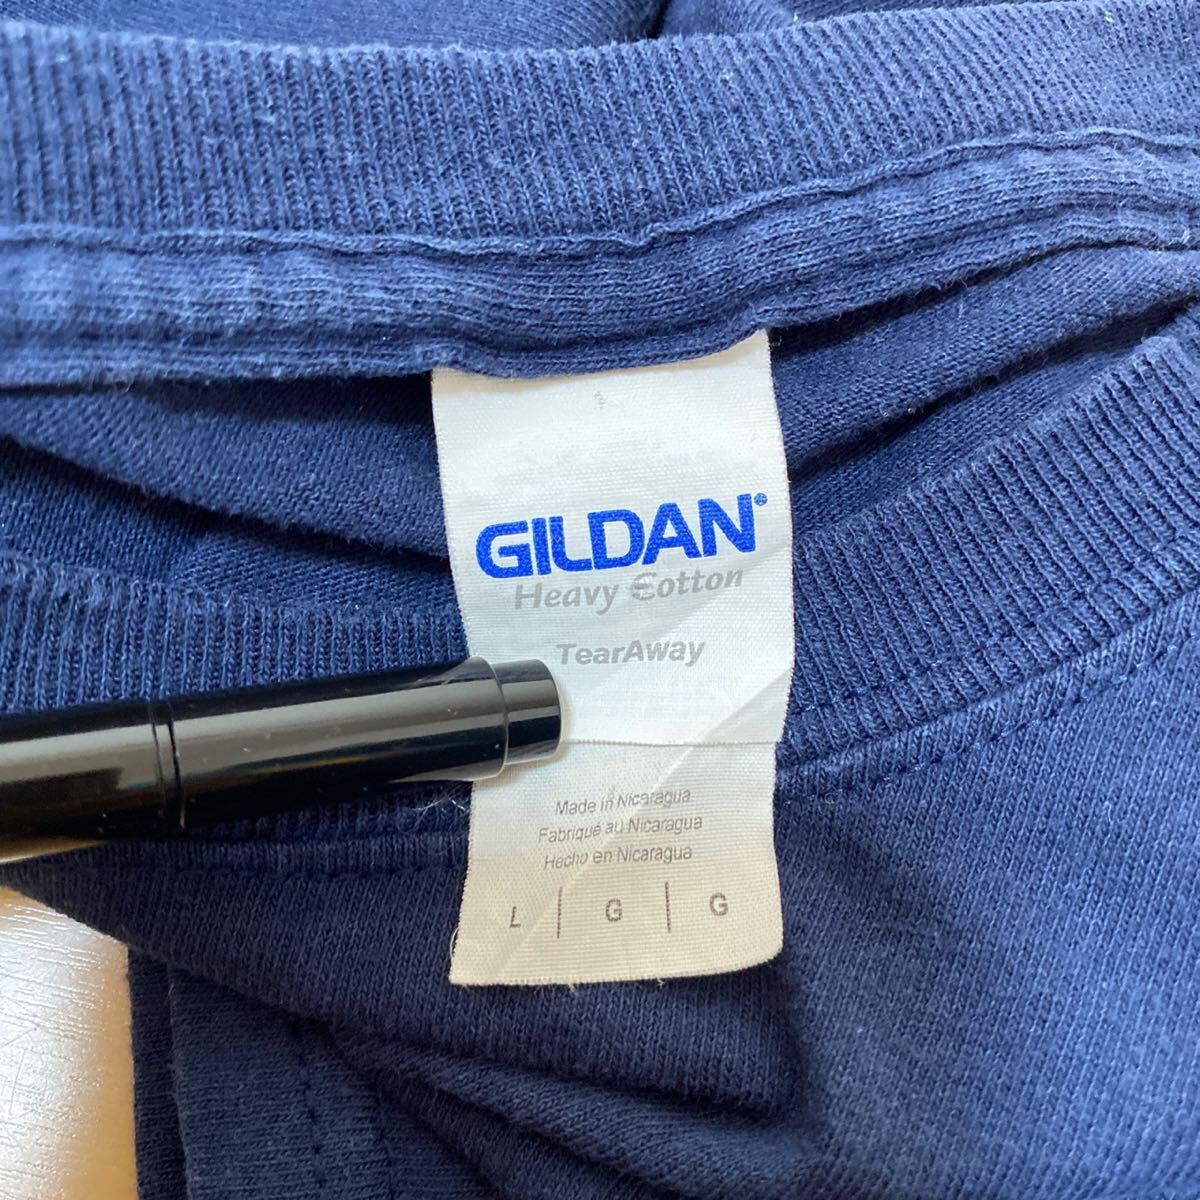 GILDAN®
Heavy Cotton
TearAway
Made in Nicaragua
Fabriqué au Nicaragua
Hecho en Nicaragua
L | G | G